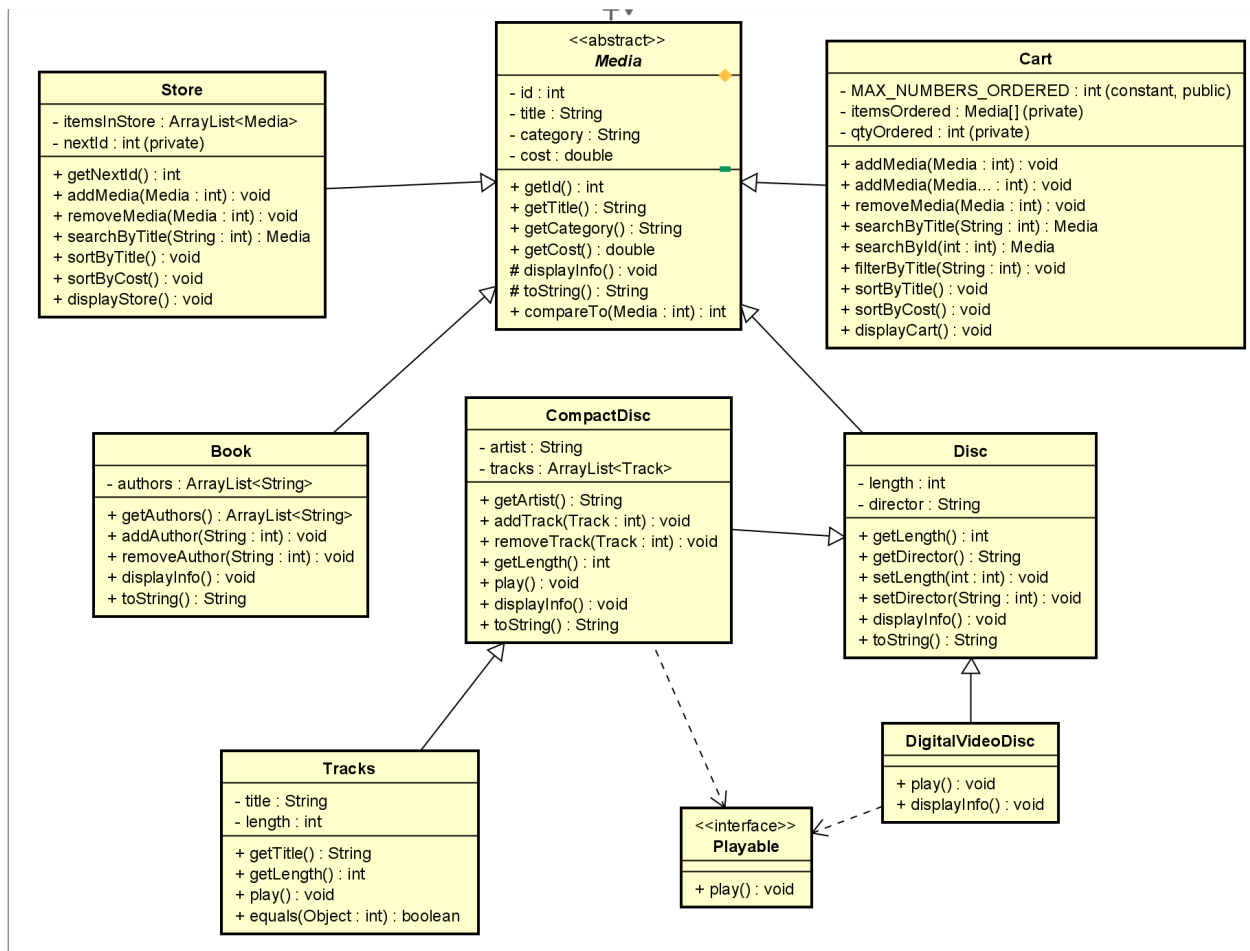 <<abstract>>
Media
- id : int
- title : String
- category : String
- cost : double
+ getId() : int
+ getTitle() : String
+ getCategory() : String
+ getCost() : double
# displayInfo() : void
# toString() : String
+ compareTo(Media : int) : int
Store
- itemsInStore : ArrayList<Media>
- nextId : int (private)
+ getNextId() : int
+ addMedia(Media : int) : void
+ removeMedia(Media : int) : void
+ searchByTitle(String : int) : Media
+ sortByTitle() : void
+ sortByCost() : void
+ displayStore() : void
Cart
- MAX_NUMBERS_ORDERED : int (constant, public)
- itemsOrdered : Media[] (private)
- qtyOrdered : int (private)
+ addMedia(Media : int) : void
+ addMedia(Media... : int) : void
+ removeMedia(Media : int) : void
+ searchByTitle(String : int) : Media
+ searchById(int : int) : Media
+ filterByTitle(String : int) : void
+ sortByTitle() : void
+ sortByCost() : void
+ displayCart() : void
Book
- authors : ArrayList<String>
+ getAuthors() : ArrayList<String>
+ addAuthor(String : int) : void
+ removeAuthor(String : int) : void
+ displayInfo() : void
+ toString() : String
CompactDisc
- artist : String
- tracks : ArrayList<Track>
+ getArtist() : String
+ addTrack(Track : int) : void
+ removeTrack(Track : int) : void
+ getLength() : int
+ play() : void
+ displayInfo() : void
+ toString() : String
Disc
- length : int
- director : String
+ getLength() : int
+ getDirector() : String
+ setLength(int : int) : void
+ setDirector(String : int) : void
+ displayInfo() : void
+ toString() : String
Tracks
- title : String
- length : int
+ getTitle() : String
+ getLength() : int
+ play() : void
+ equals(Object : int) : boolean
<<interface>>
Playable
+ play() : void
DigitalVideoDisc
+ play() : void
+ displayInfo() : void